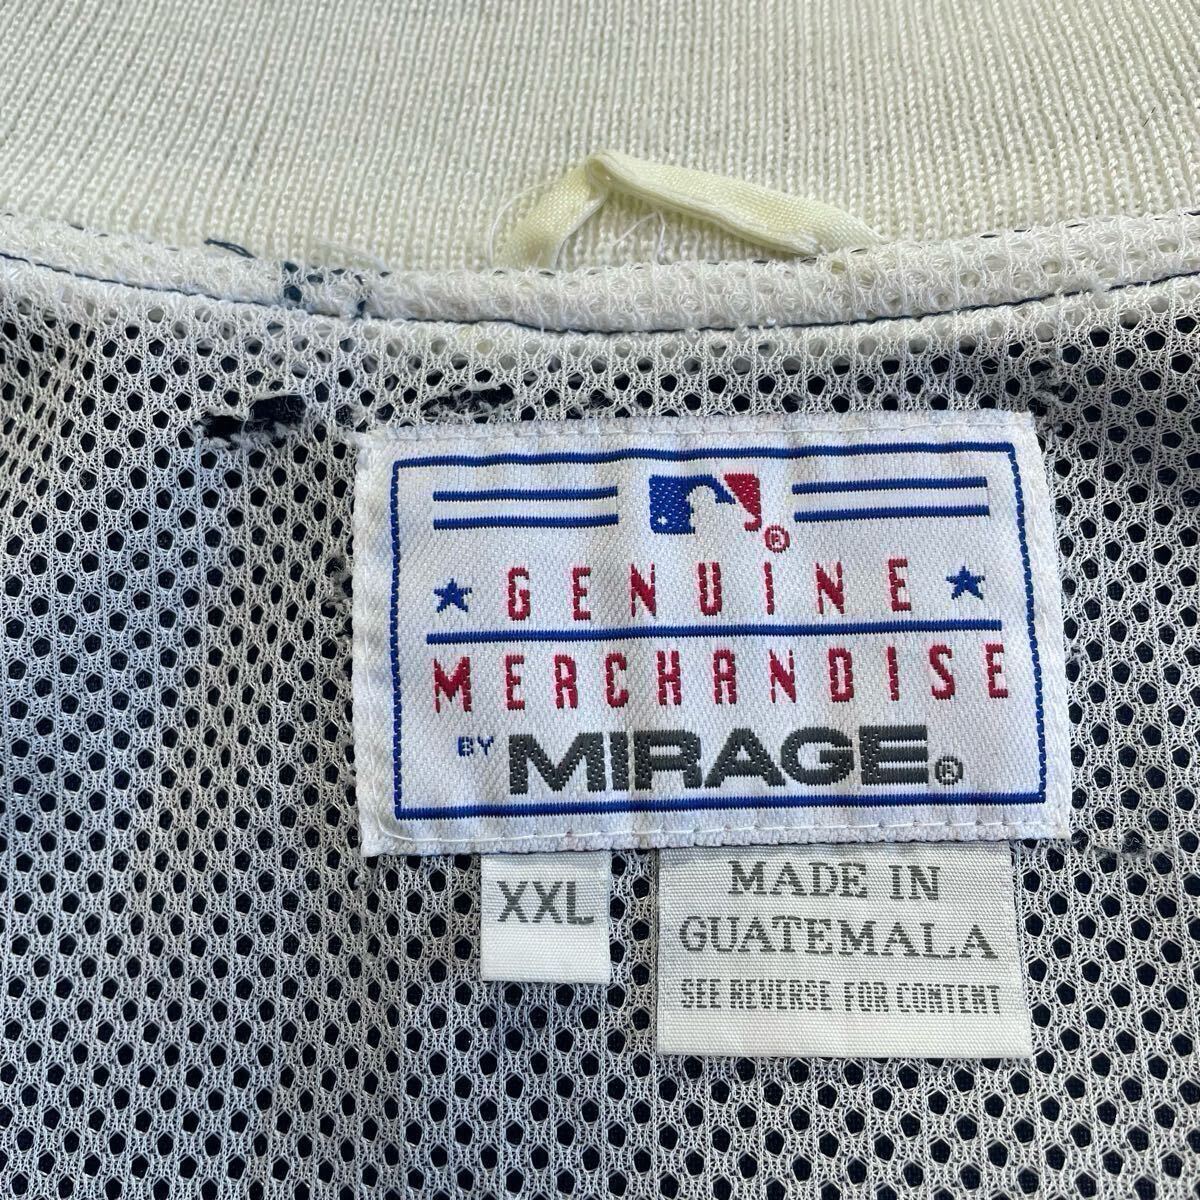 ®
GENUINE
MERCHANDISE
BY MIRAGE®
XXL
MADE IN
GUATEMALA
SEE REVERSE FOR CONTENT